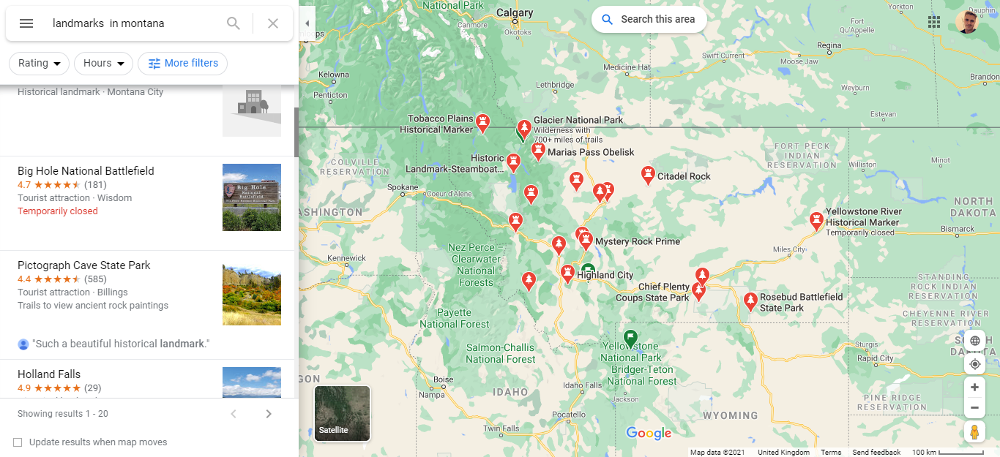 landmarks in montana
Rating
Hours
More filters
Historical landmark · Montana City
Big Hole National Battlefield
4.7 (181)
Tourist attraction · Wisdom
Temporarily closed
Big Hole
National
Battlefield
Pictograph Cave State Park
4.4 (585)
Tourist attraction · Billings
Trails to view ancient rock paintings
"Such a beautiful historical landmark."
Holland Falls
4.9 (29)
Showing results 1 - 20
Update results when map moves
Search this area
National Park
Calgary
Canmore
Okotoks
Yorkton
Dauphin
Fort
Qu'Appelle
Regina
Swift Current
Moose Jaw
Medicine Hat
Brandon
Kelowna
Penticton
Lethbridge
Weyburn
Estevan
Tobacco Plains
Historical Marker
Glacier National Park
Wilderness with
700+ miles of trails
Marias Pass Obelisk
Historic
Landmark-Steamboat...
COLVILLE
RESERVATION
FORT PECK
INDIAN
RESERVATION
Williston
Minot
Citadel Rock
Spokane
Coeur d'Alene
ASHINGTON
NORTH
DAKOTA
Yellowstone River
Historical Marker
Temporarily closed
Bismarck
Mystery Rock Prime
Miles City
Nez Perce -
Clearwater
National
Forests
Kennewick
Highland City
Chief Plenty
Coups State Park
Rosebud Battlefield
State Park
STANDING
ROCK INDIAN
RESERVATION
CHEYENNE RIVER
RESERVATION
Payette
National Forest
Salmon-Challis
National Forest
Yellowstone
National Park
Bridger-Teton
National Forest
Sturgis
Rapid City
SOUTH
DAKOTA
GON
Boise
Nampa
IDAHO
Idaho Falls
Jackson
Pocatello
Twin Falls
WYOMING
PINE RIDGE
RESERVATION
Satellite
Google
Map data ©2021 United Kingdom Terms Send feedback 100 km